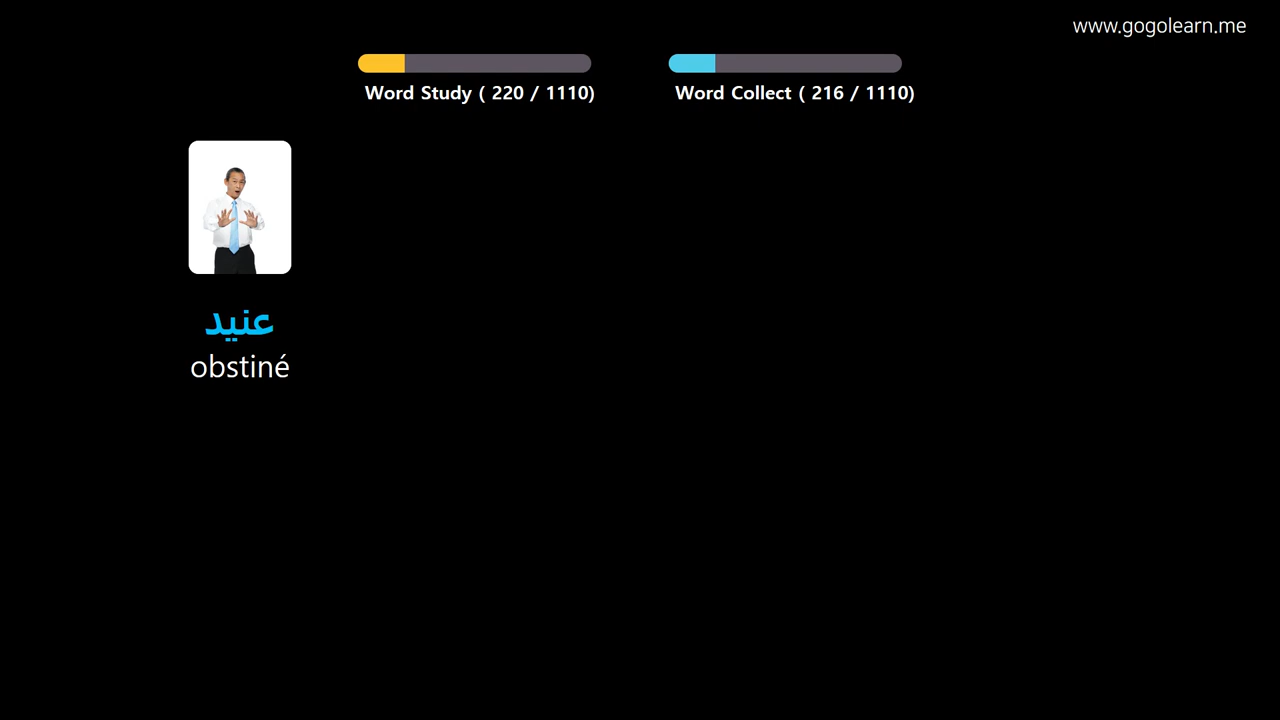 www.gogolearn.me
Word Study ( 220 / 1110)
Word Collect ( 216 / 1110)
عنيد
obstiné